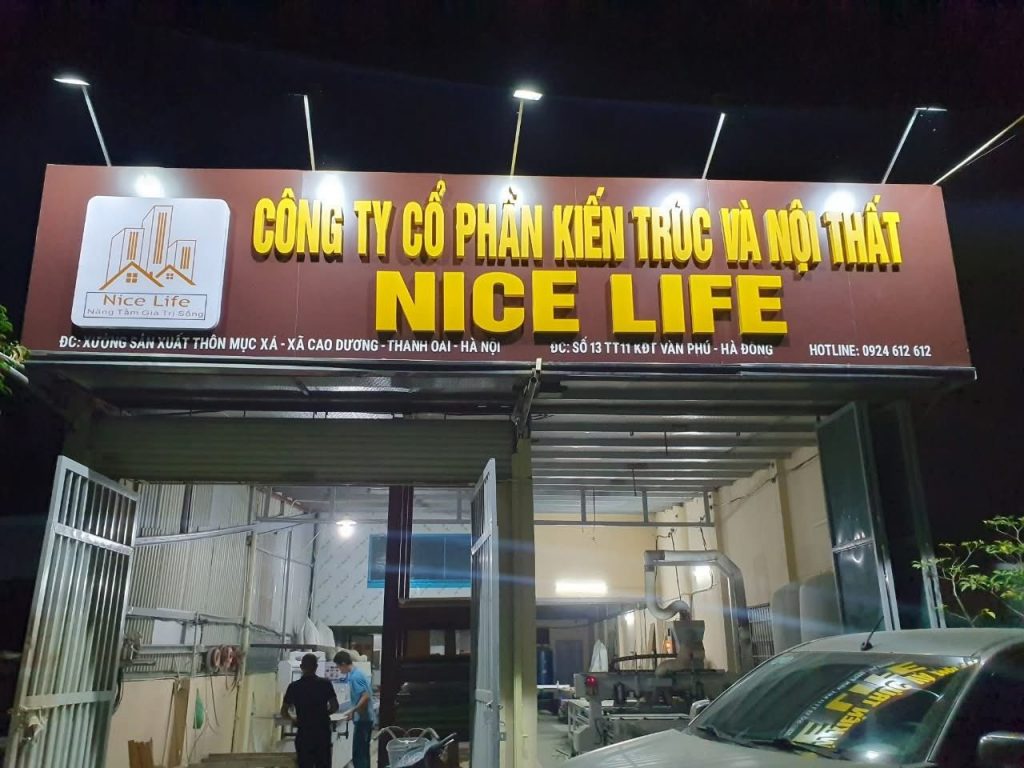 CÔNG TY CỔ PHẦN KIẾN TRÚC VÀ NỘI THẤT
NICE LIFE
Nice Life
Nâng Tầm Giá Trị Sống
ĐC: XƯỞNG SẢN XUẤT THÔN MỤC XÁ - XÃ CAO DƯƠNG - THANH OAI - HÀ NỘI
ĐC: SỐ 13 TT11 KĐT VĂN PHÚ - HÀ ĐÔNG
HOTLINE: 0924 612 612